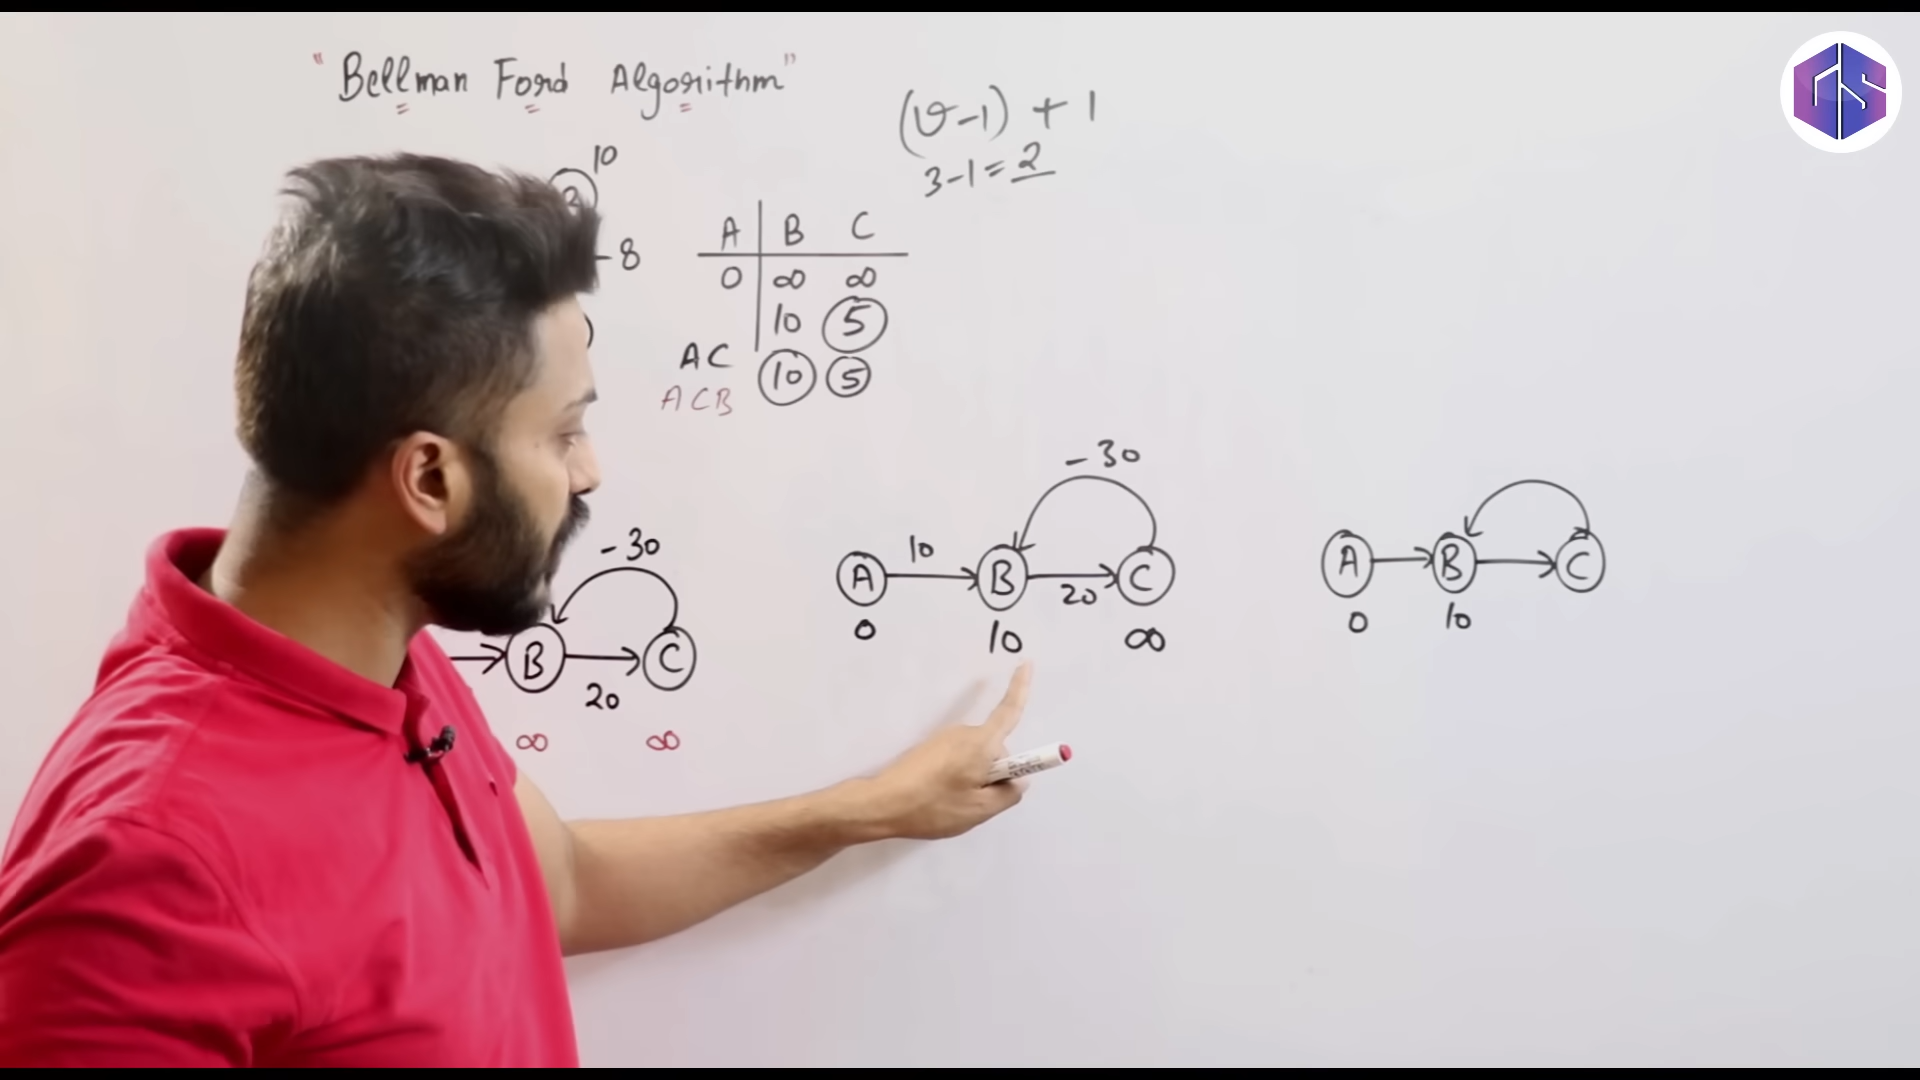 "Bellman Ford Algorithm"
(v-1) + 1
3-1=2
10
-8
A B C
0 ∞ ∞
10 5
AC 10 5
ACB
-30
B C
20
∞ ∞
-30
10
A B C
20
0 10 ∞
A B C
0 10